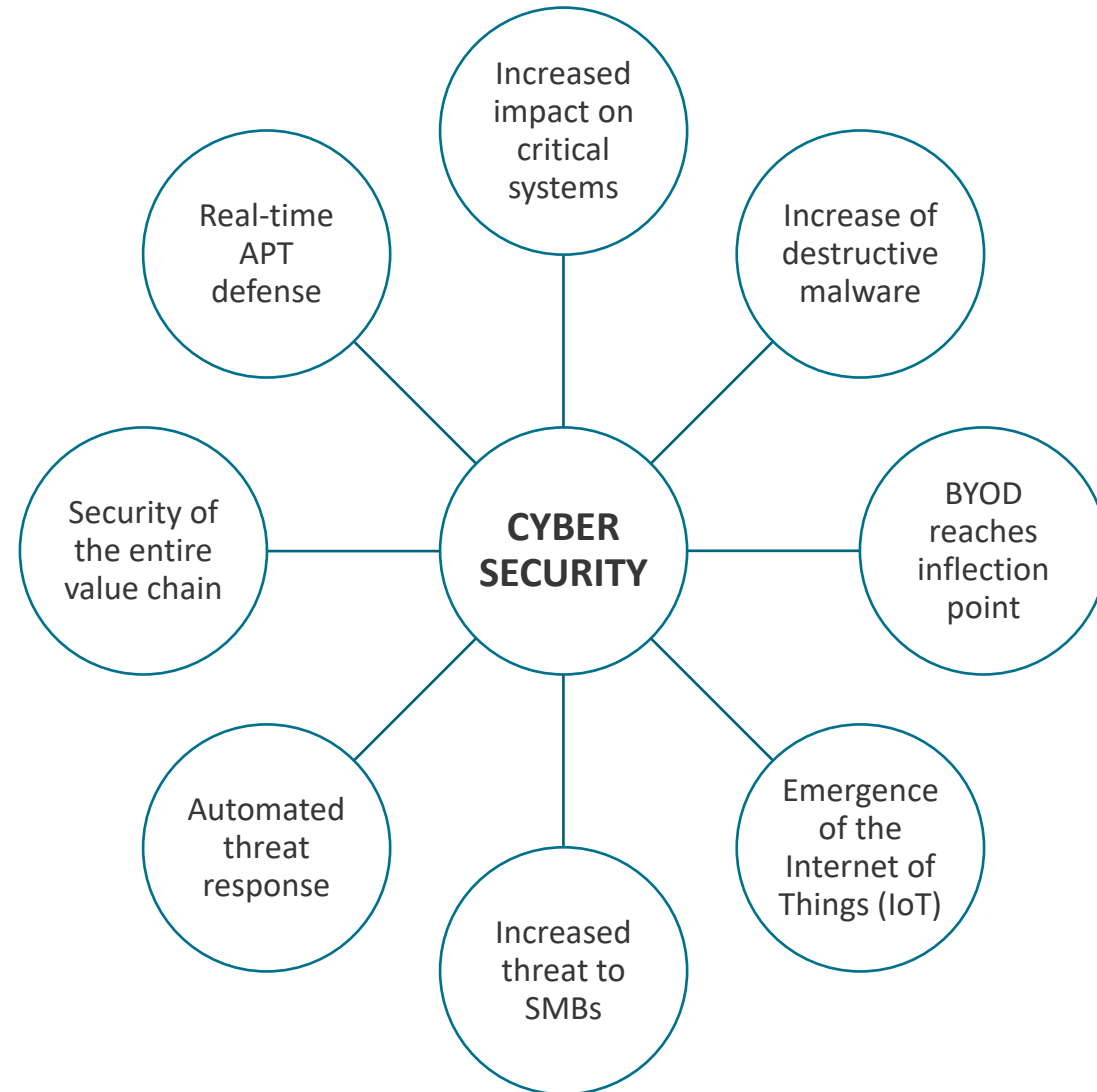 Increased
impact on
critical
systems
Increase of
destructive
malware
BYOD
reaches
inflection
point
Emergence
of the
Internet of
Things (IoT)
Increased
threat to
SMBs
Automated
threat
response
Security of
the entire
value chain
Real-time
APT
defense
CYBER
SECURITY